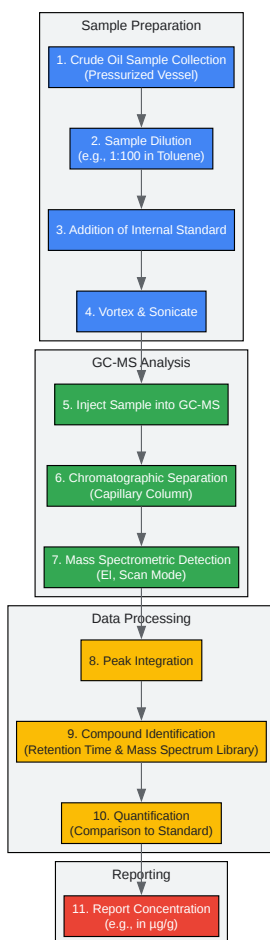 Sample Preparation
1. Crude Oil Sample Collection
(Pressurized Vessel)
2. Sample Dilution
(e.g., 1:100 in Toluene)
3. Addition of Internal Standard
4. Vortex & Sonicate
GC-MS Analysis
5. Inject Sample into GC-MS
6. Chromatographic Separation
(Capillary Column)
7. Mass Spectrometric Detection
(EI, Scan Mode)
Data Processing
8. Peak Integration
9. Compound Identification
(Retention Time & Mass Spectrum Library)
10. Quantification
(Comparison to Standard)
Reporting
11. Report Concentration
(e.g., in µg/g)